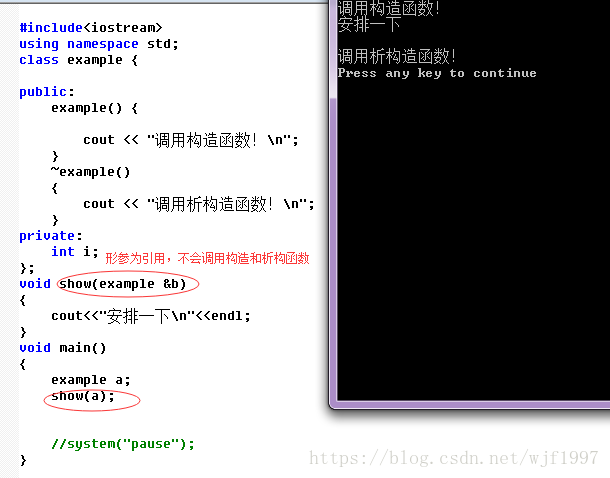 #include<iostream>
using namespace std;
class example {
public:
example() {
cout << "调用构造函数! \n";
}
~example()
{
cout << "调用析构造函数! \n";
}
private:
int i;
形参为引用，不会调用构造和析构函数
};
void show(example &b)
{
cout<<"安排一下\n"<<endl;
}
void main()
{
example a;
show(a);
//system("pause");
}
调用构造函数!
安排一下
调用析构造函数!
Press any key to continue
https://blog.csdn.net/wjf1997